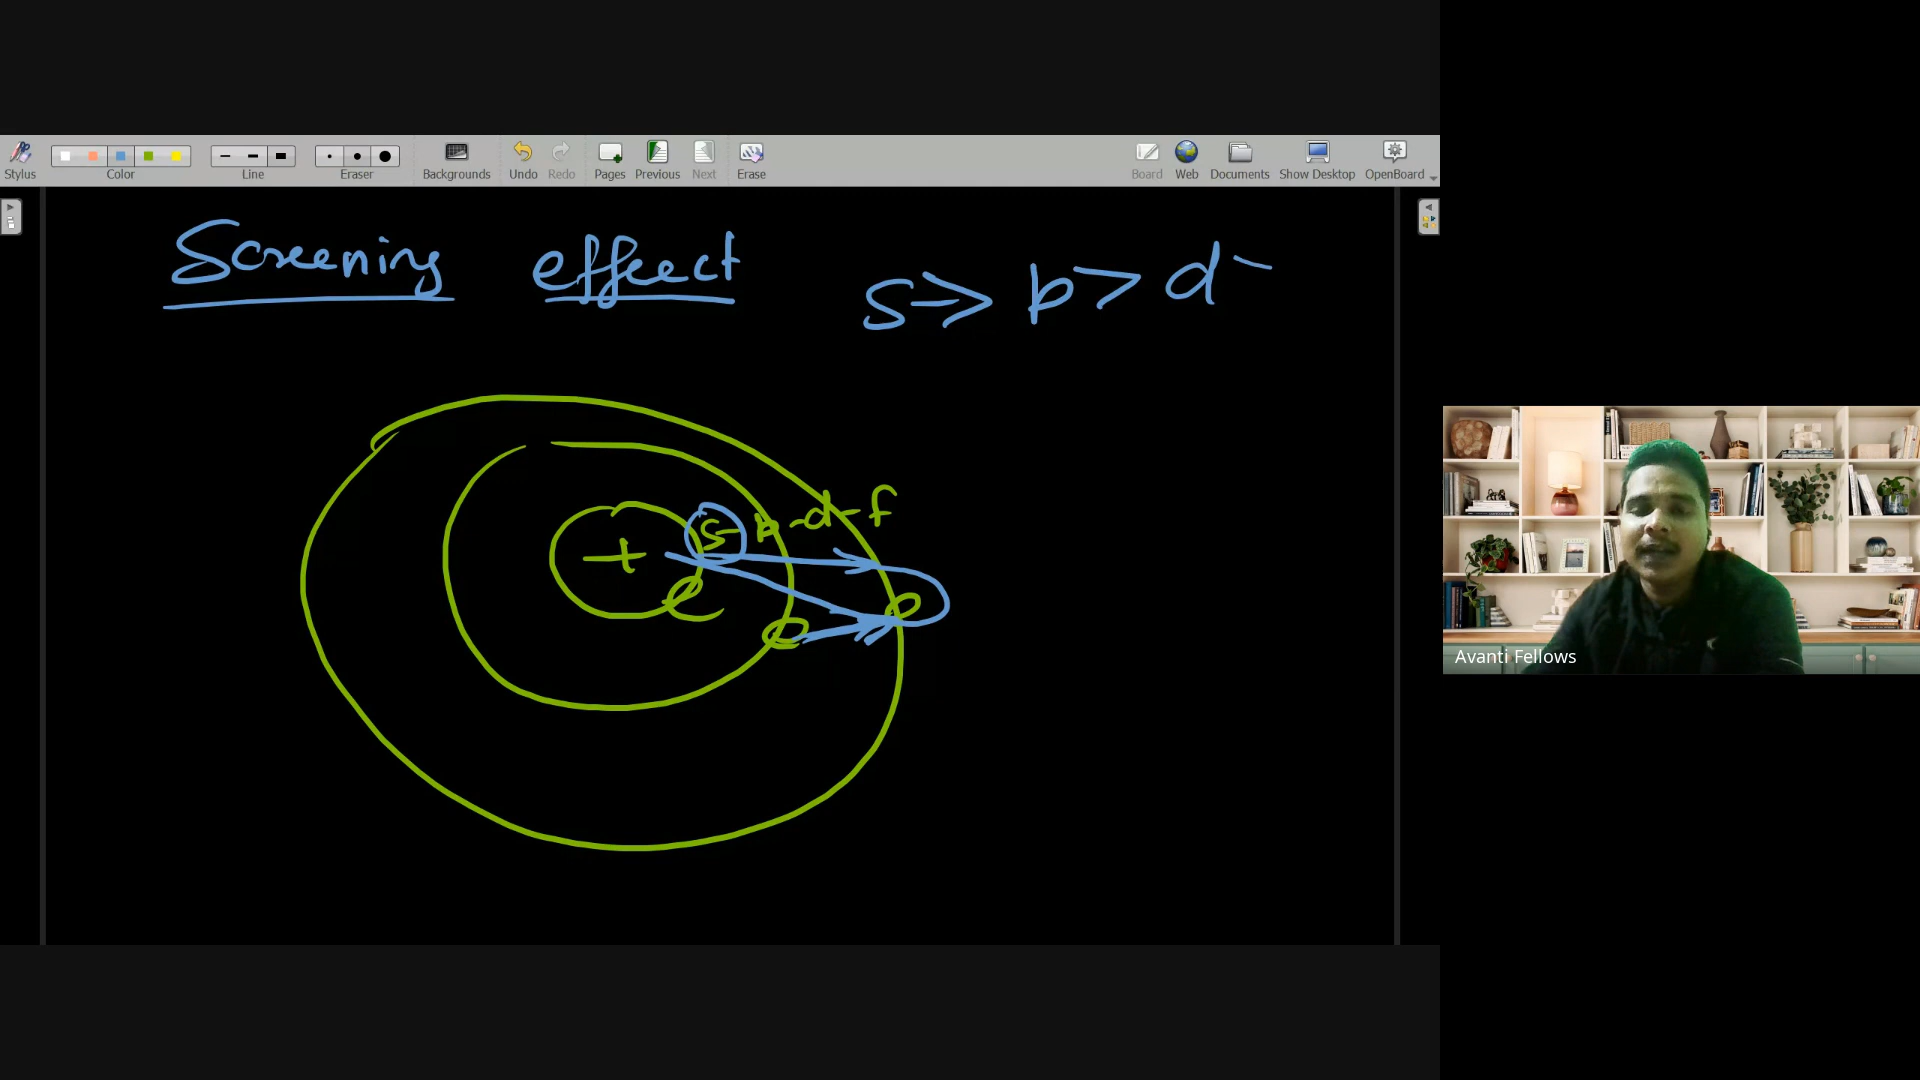 Stylus
Color
Line
Eraser
Backgrounds
Undo Redo
Pages Previous Next
Erase
Board Web Documents Show Desktop OpenBoard
Screening effect s > p > d
s-p-d-f
+
e
e
e
Avanti Fellows